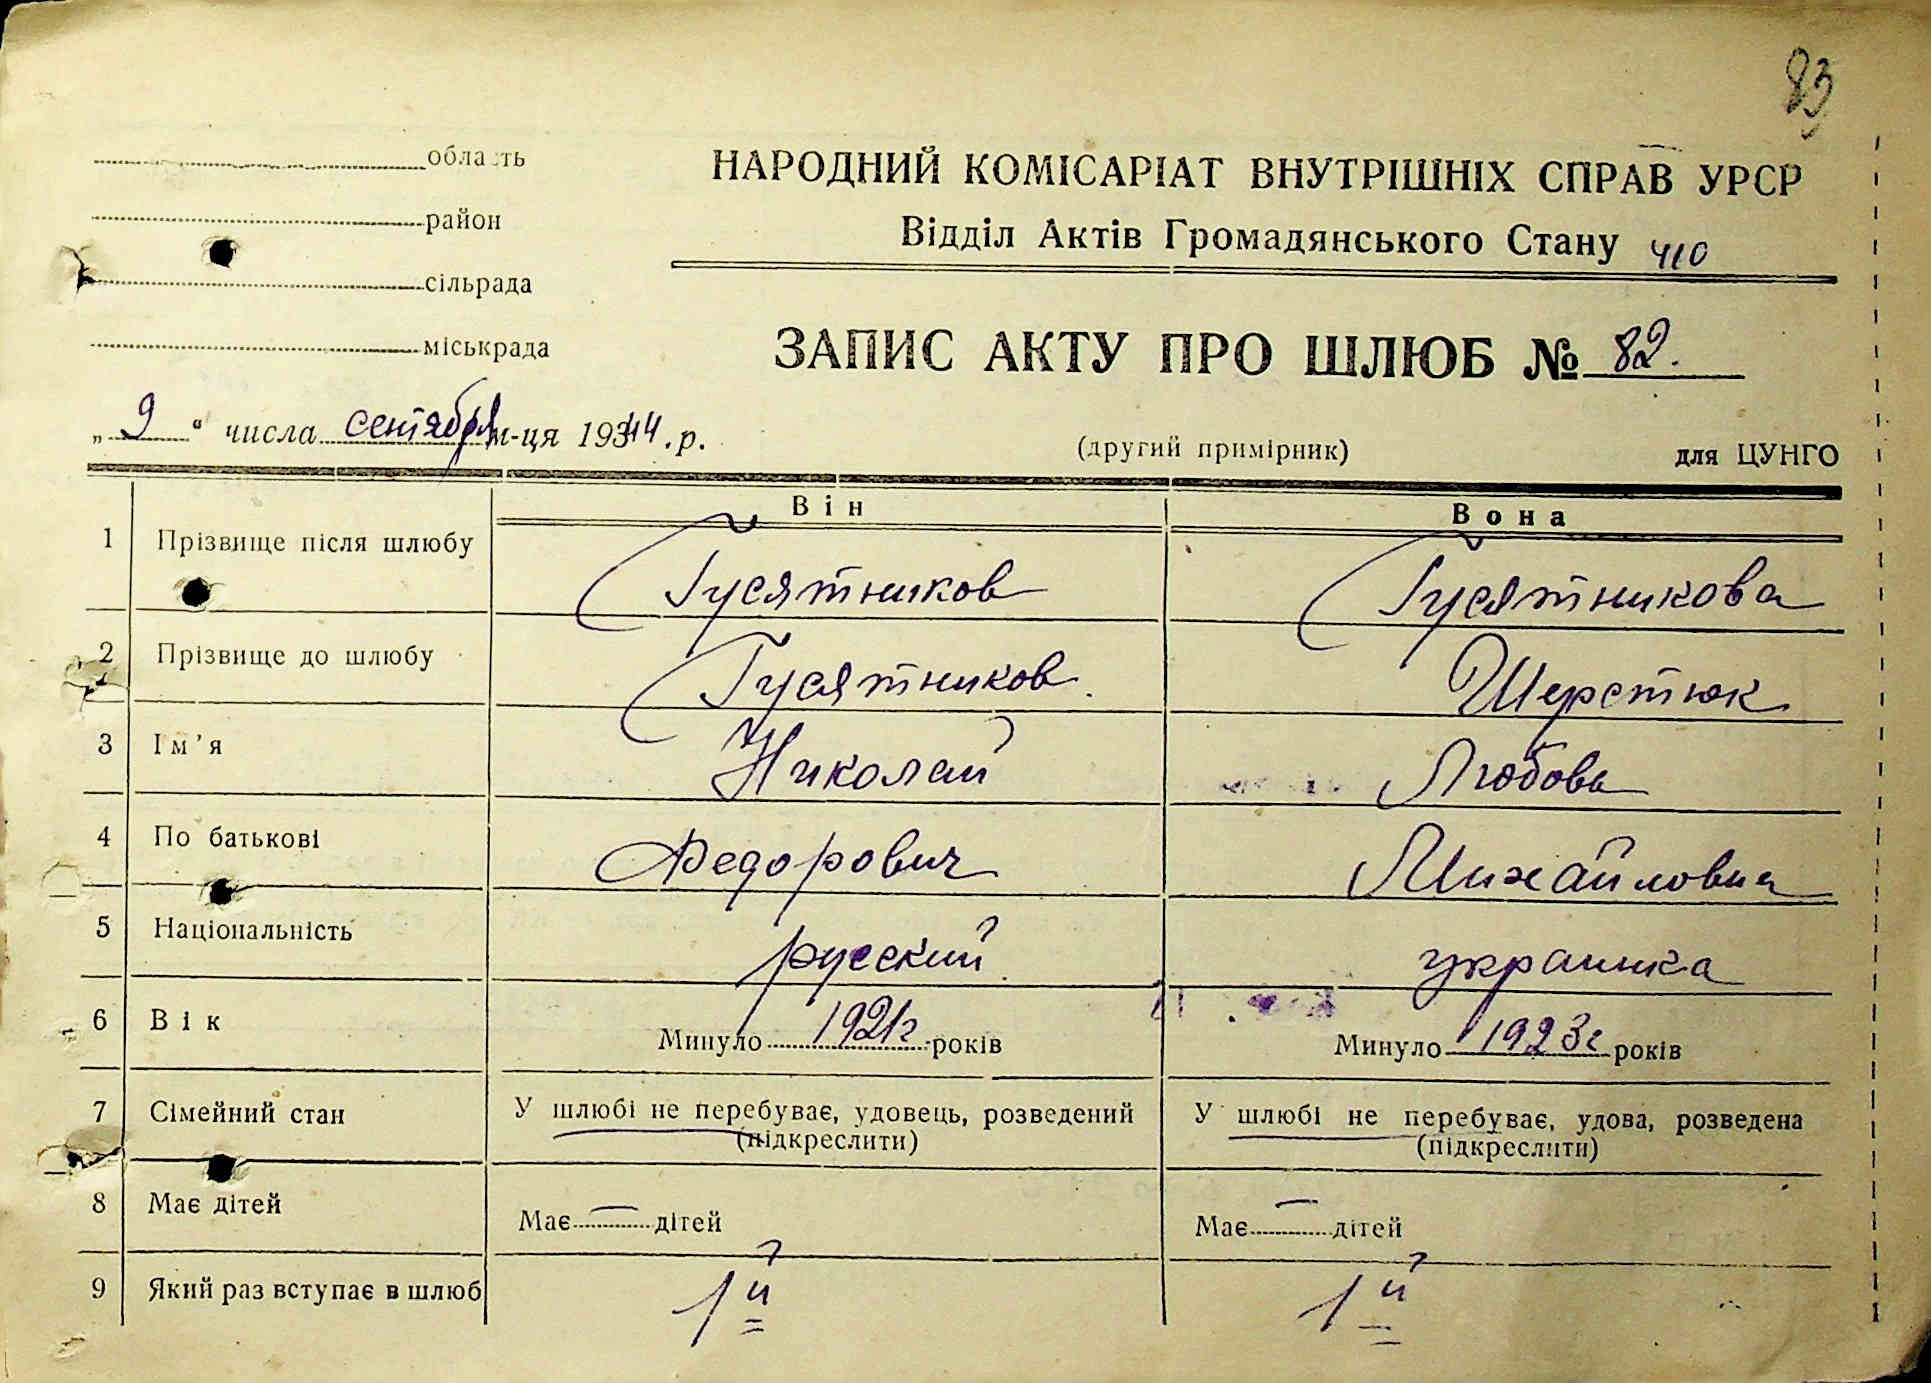 83
область
район
сільрада
міськрада
НАРОДНИЙ КОМІСАРІАТ ВНУТРІШНІХ СПРАВ УРСР
Відділ Актів Громадянського Стану
ЗАПИС АКТУ ПРО ШЛЮБ № 82.
„ 9 “ числа сентября м-ця 1944 . р.
(другий примірник) для ЦУНГО
Він Вона
1 Прізвище після шлюбу Гусятников Гусятникова
2 Прізвище до шлюбу Гусятников. Шерстюк
3 Ім'я Николай Любовь
4 По батькові Федорович Михайловна
5 Національність русский украинка
6 Вік Минуло 1921г. років Минуло 1923г років
7 Сімейний стан У шлюбі не перебуває, удовець, розведений У шлюбі не перебуває, удова, розведена
(підкреслити) (підкреслити)
8 Має дітей Має — дітей Має — дітей
9 Який раз вступає в шлюб 1й 1й